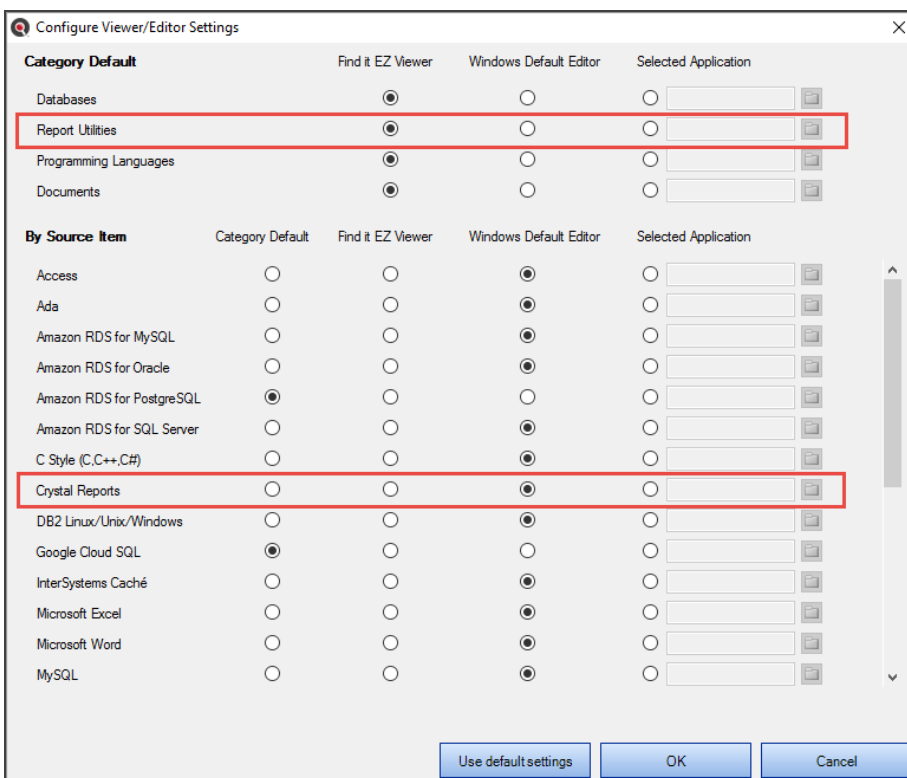 Configure Viewer/Editor Settings
Category Default Find it EZ Viewer Windows Default Editor Selected Application
Databases
Report Utilities
Programming Languages
Documents
By Source Item Category Default Find it EZ Viewer Windows Default Editor Selected Application
Access
Ada
Amazon RDS for MySQL
Amazon RDS for Oracle
Amazon RDS for PostgreSQL
Amazon RDS for SQL Server
C Style (C,C++,C#)
Crystal Reports
DB2 Linux/Unix/Windows
Google Cloud SQL
InterSystems Caché
Microsoft Excel
Microsoft Word
MySQL
Use default settings OK Cancel